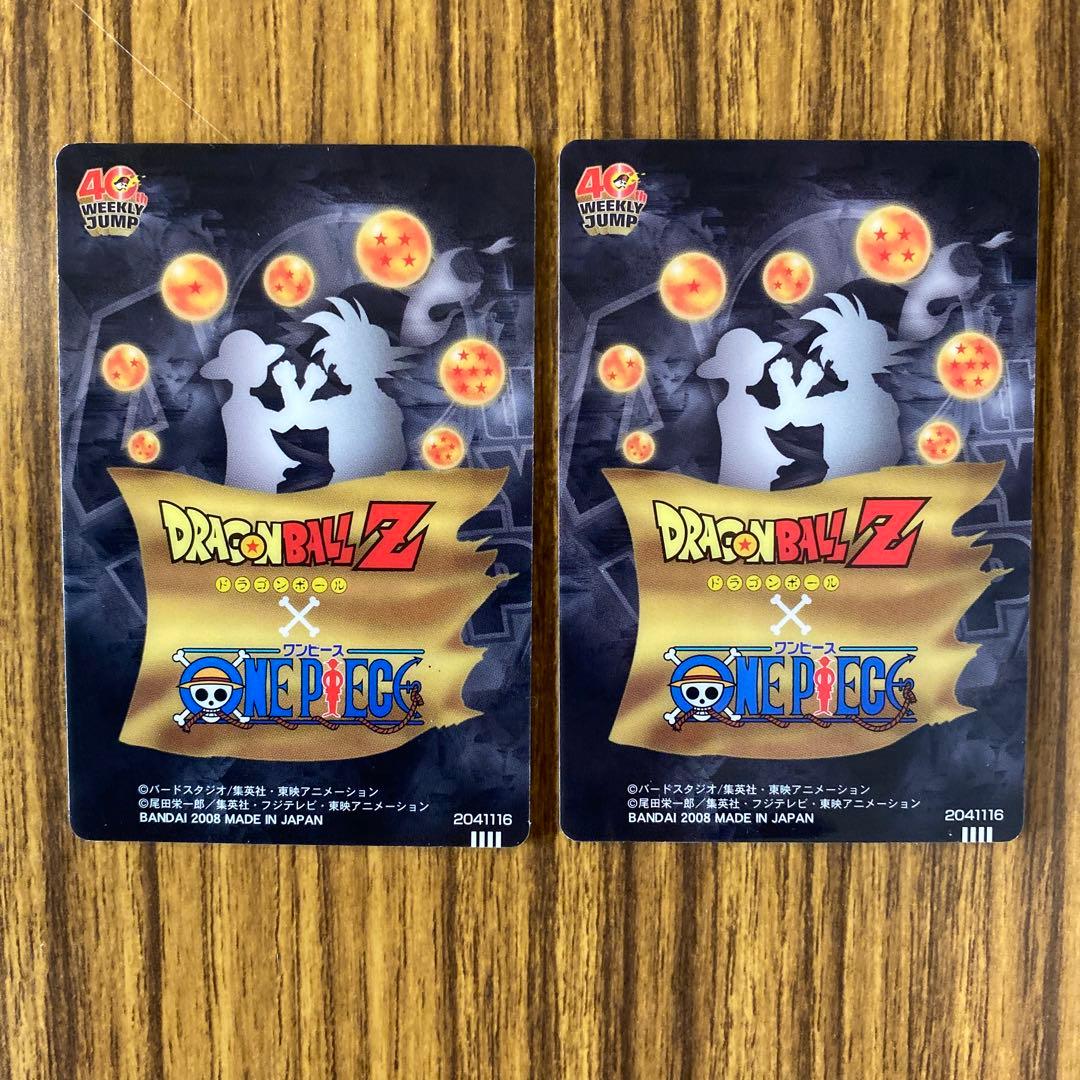 40th
WEEKLY
JUMP
DRAGONBALL Z
ドラゴンボール
×
ワンピース
ONE PIECE
©バードスタジオ/集英社・東映アニメーション
©尾田栄一郎／集英社・フジテレビ・東映アニメーション
BANDAI 2008 MADE IN JAPAN
2041116
40th
WEEKLY
JUMP
DRAGONBALL Z
ドラゴンボール
×
ワンピース
ONE PIECE
©バードスタジオ/集英社・東映アニメーション
©尾田栄一郎／集英社・フジテレビ・東映アニメーション
BANDAI 2008 MADE IN JAPAN
2041116